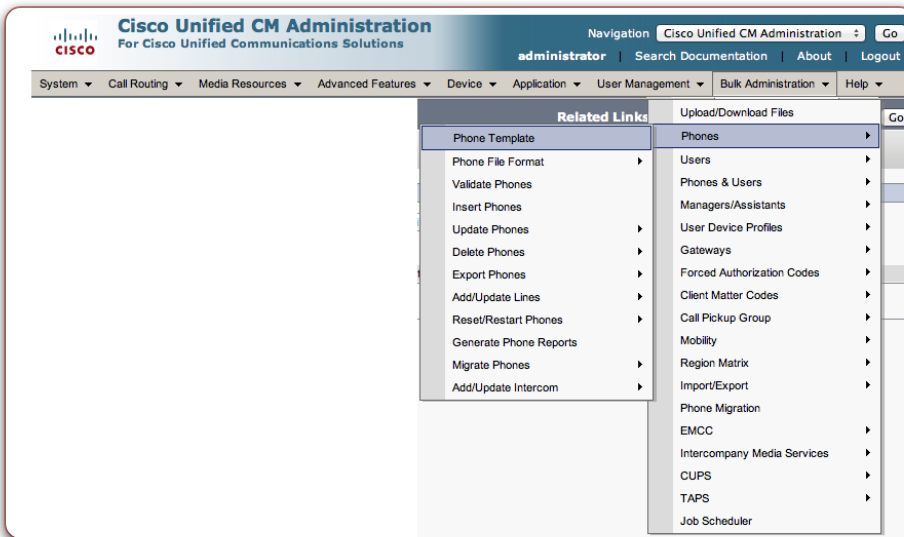 cisco
Cisco Unified CM Administration
For Cisco Unified Communications Solutions
Navigation Cisco Unified CM Administration Go
administrator | Search Documentation | About | Logout
System Call Routing Media Resources Advanced Features Device Application User Management Bulk Administration Help
Related Links Go
Phone Template
Phone File Format
Validate Phones
Insert Phones
Update Phones
Delete Phones
Export Phones
Add/Update Lines
Reset/Restart Phones
Generate Phone Reports
Migrate Phones
Add/Update Intercom
Upload/Download Files
Phones
Users
Phones & Users
Managers/Assistants
User Device Profiles
Gateways
Forced Authorization Codes
Client Matter Codes
Call Pickup Group
Mobility
Region Matrix
Import/Export
Phone Migration
EMCC
Intercompany Media Services
CUPS
TAPS
Job Scheduler